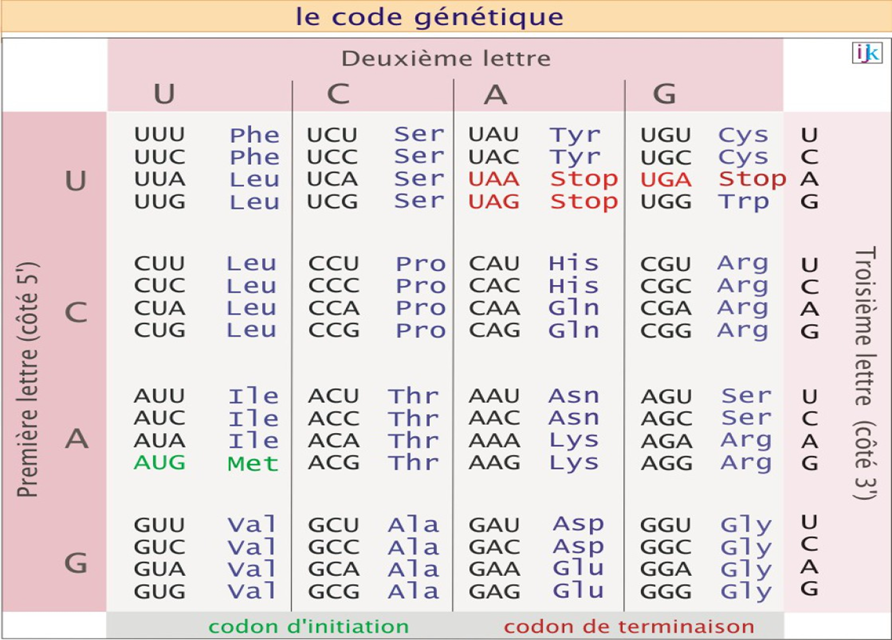 le code génétique
Deuxième lettre
ijk
U C A G
UUU Phe UCU Ser UAU Tyr UGU Cys U
UUC Phe UCC Ser UAC Tyr UGC Cys C
U UUA Leu UCA Ser UAA Stop UGA Stop A
UUG Leu UCG Ser UAG Stop UGG Trp G
CUU Leu CCU Pro CAU His CGU Arg U
CUC Leu CCC Pro CAC His CGC Arg C
C CUA Leu CCA Pro CAA Gln CGA Arg A
CUG Leu CCG Pro CAG Gln CGG Arg G
AUU Ile ACU Thr AAU Asn AGU Ser U
AUC Ile ACC Thr AAC Asn AGC Ser C
A AUA Ile ACA Thr AAA Lys AGA Arg A
AUG Met ACG Thr AAG Lys AGG Arg G
GUU Val GCU Ala GAU Asp GGU Gly U
GUC Val GCC Ala GAC Asp GGC Gly C
G GUA Val GCA Ala GAA Glu GGA Gly A
GUG Val GCG Ala GAG Glu GGG Gly G
Première lettre (côté 5')
Troisième lettre (côté 3')
codon d'initiation codon de terminaison